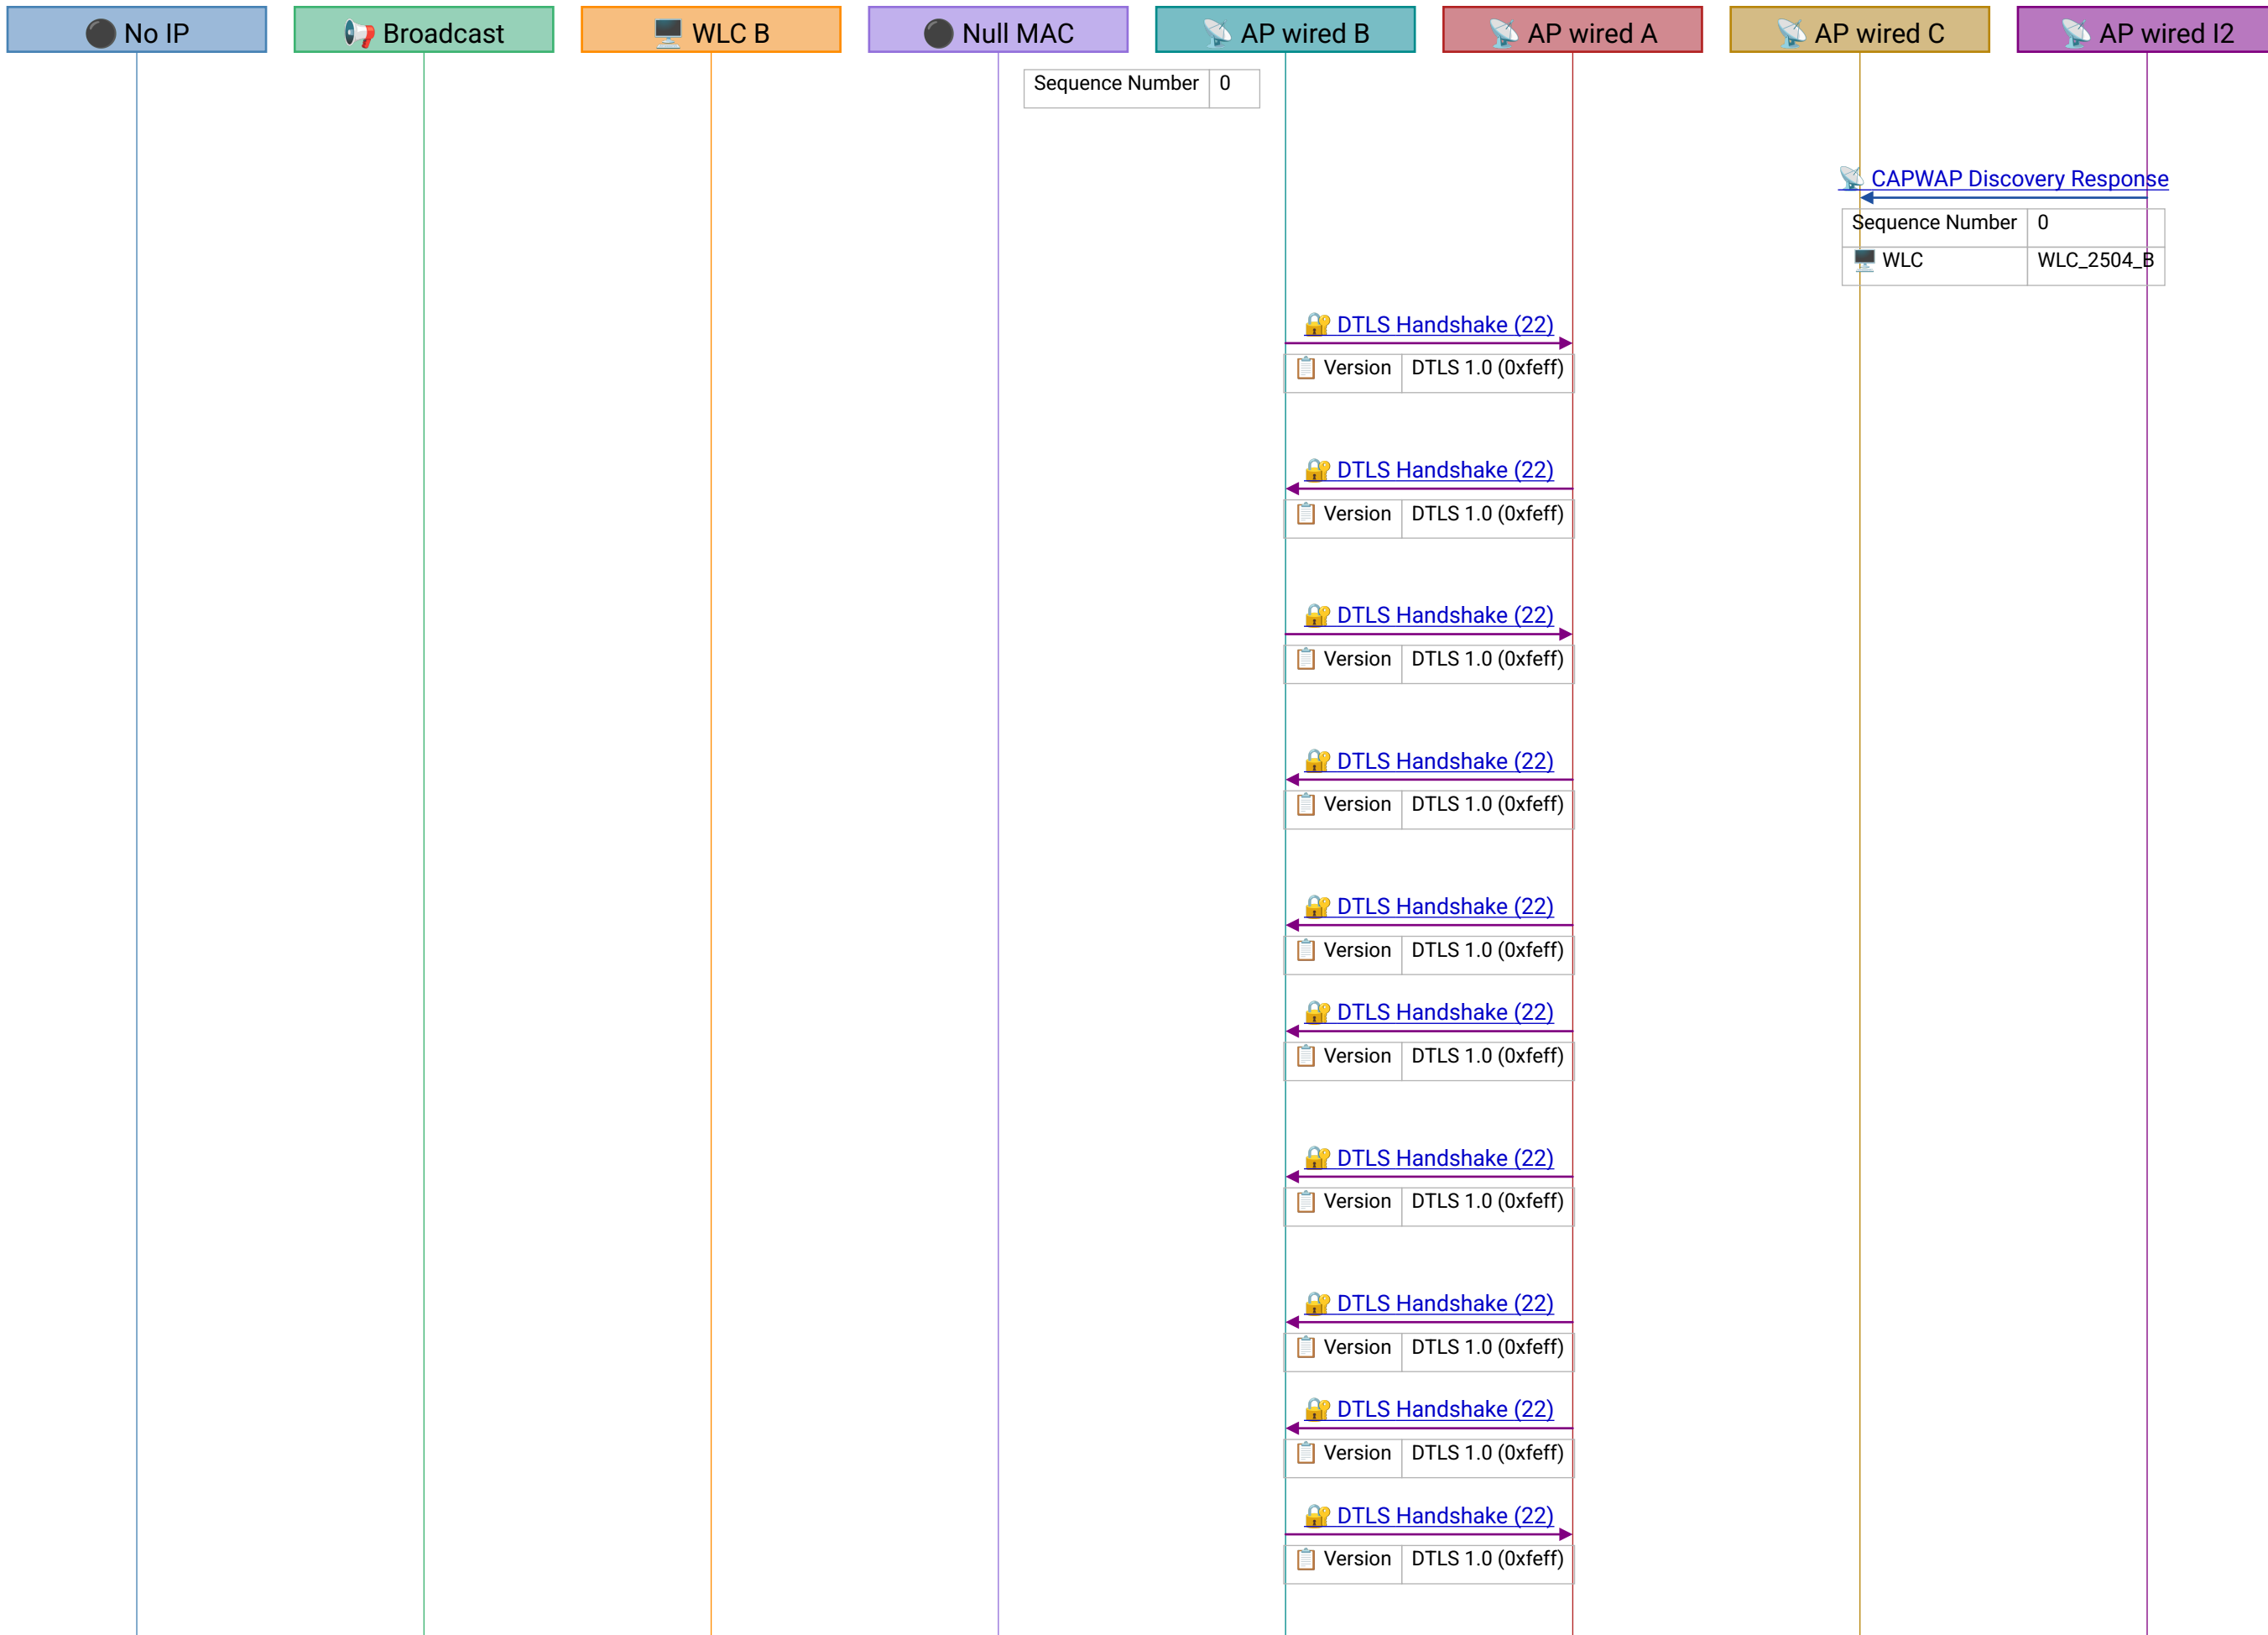 No IP
Broadcast
WLC B
Null MAC
AP wired B
AP wired A
AP wired C
AP wired I2
Sequence Number 0
CAPWAP Discovery Response
Sequence Number 0
WLC WLC_2504_B
DTLS Handshake (22)
Version DTLS 1.0 (0xfeff)
DTLS Handshake (22)
Version DTLS 1.0 (0xfeff)
DTLS Handshake (22)
Version DTLS 1.0 (0xfeff)
DTLS Handshake (22)
Version DTLS 1.0 (0xfeff)
DTLS Handshake (22)
Version DTLS 1.0 (0xfeff)
DTLS Handshake (22)
Version DTLS 1.0 (0xfeff)
DTLS Handshake (22)
Version DTLS 1.0 (0xfeff)
DTLS Handshake (22)
Version DTLS 1.0 (0xfeff)
DTLS Handshake (22)
Version DTLS 1.0 (0xfeff)
DTLS Handshake (22)
Version DTLS 1.0 (0xfeff)